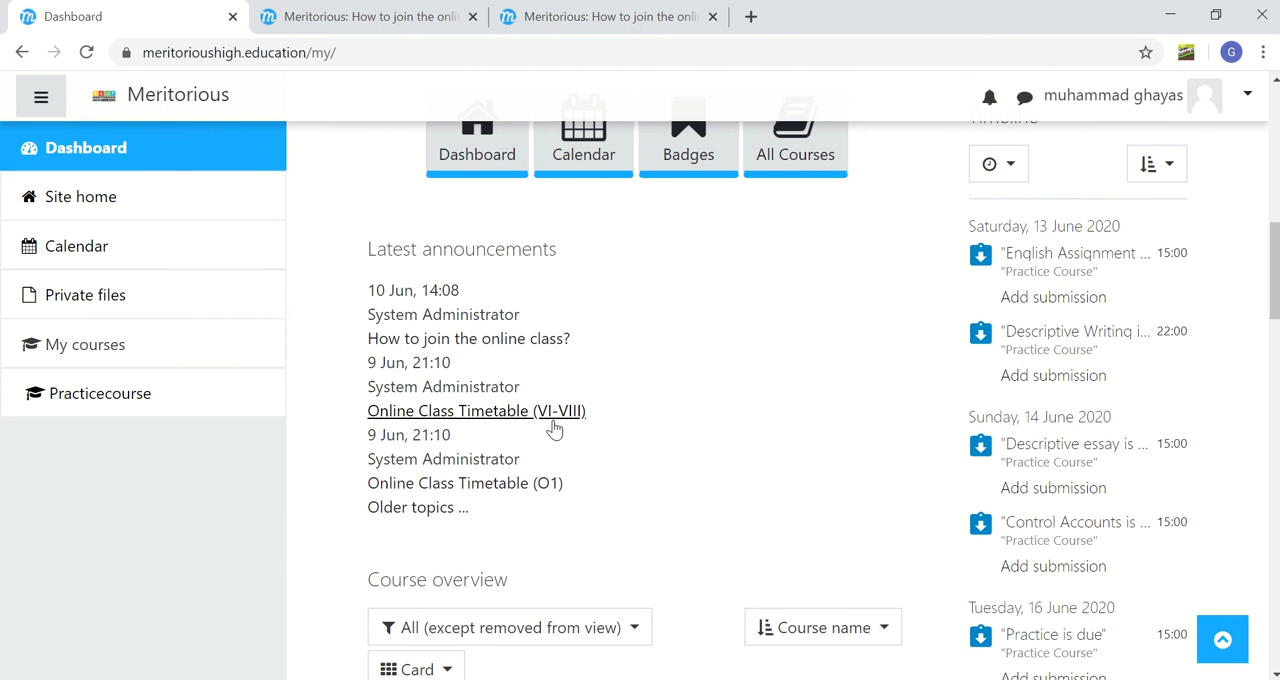 Dashboard
Meritorious: How to join the onli
Meritorious: How to join the onli
meritorioushigh.education/my/
G
Meritorious
muhammad ghayas
Dashboard
Site home
Calendar
Private files
My courses
Practicecourse
Dashboard
Calendar
Badges
All Courses
Latest announcements
10 Jun, 14:08
System Administrator
How to join the online class?
9 Jun, 21:10
System Administrator
Online Class Timetable (VI-VIII)
9 Jun, 21:10
System Administrator
Online Class Timetable (O1)
Older topics ...
Course overview
All (except removed from view)
Course name
Card
Timeline
Saturday, 13 June 2020
"English Assignment ... 15:00
"Practice Course"
Add submission
"Descriptive Writing i... 22:00
"Practice Course"
Add submission
Sunday, 14 June 2020
"Descriptive essay is ... 15:00
"Practice Course"
Add submission
"Control Accounts is ... 15:00
"Practice Course"
Add submission
Tuesday, 16 June 2020
"Practice is due" 15:00
"Practice Course"
Add submission